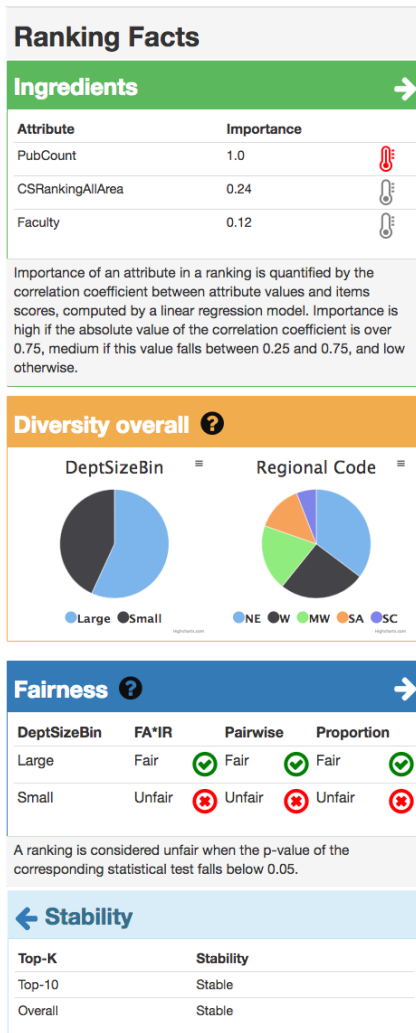 Ranking Facts
Ingredients
Attribute Importance
PubCount 1.0
CSRankingAllArea 0.24
Faculty 0.12
Importance of an attribute in a ranking is quantified by the
correlation coefficient between attribute values and items
scores, computed by a linear regression model. Importance is
high if the absolute value of the correlation coefficient is over
0.75, medium if this value falls between 0.25 and 0.75, and low
otherwise.
Diversity overall ?
DeptSizeBin Regional Code
Large Small NE W MW SA SC
Highcharts.com Highcharts.com
Fairness ?
DeptSizeBin FA*IR Pairwise Proportion
Large Fair Fair Fair
Small Unfair Unfair Unfair
A ranking is considered unfair when the p-value of the
corresponding statistical test falls below 0.05.
Stability
Top-K Stability
Top-10 Stable
Overall Stable